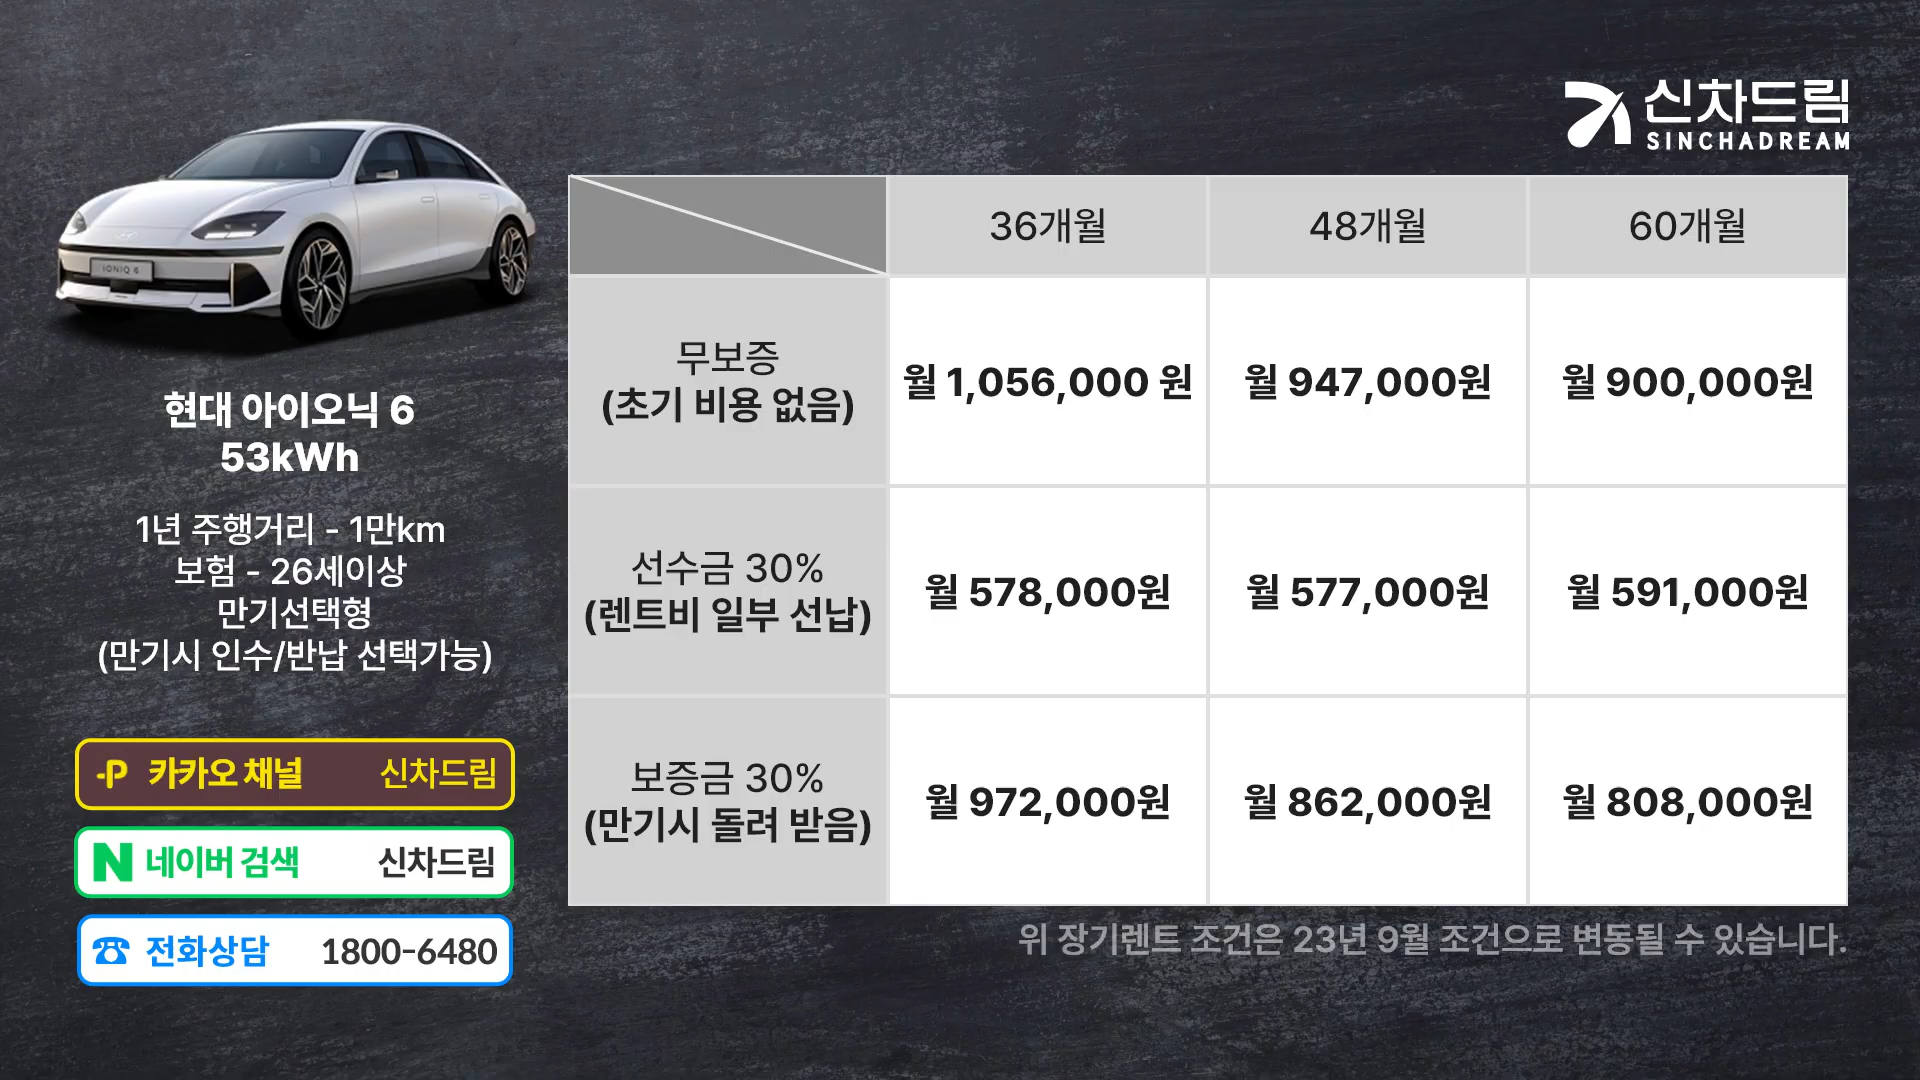 신차드림
SINCHADREAM
IONIQ 6
현대 아이오닉 6
53kWh
1년 주행거리 - 1만km
보험 - 26세이상
만기선택형
(만기시 인수/반납 선택가능)
-P 카카오 채널 신차드림
N 네이버 검색 신차드림
전화상담 1800-6480
36개월 48개월 60개월
무보증
(초기 비용 없음)
월 1,056,000 원 월 947,000원 월 900,000원
선수금 30%
(렌트비 일부 선납)
월 578,000원 월 577,000원 월 591,000원
보증금 30%
(만기시 돌려 받음)
월 972,000원 월 862,000원 월 808,000원
위 장기렌트 조건은 23년 9월 조건으로 변동될 수 있습니다.